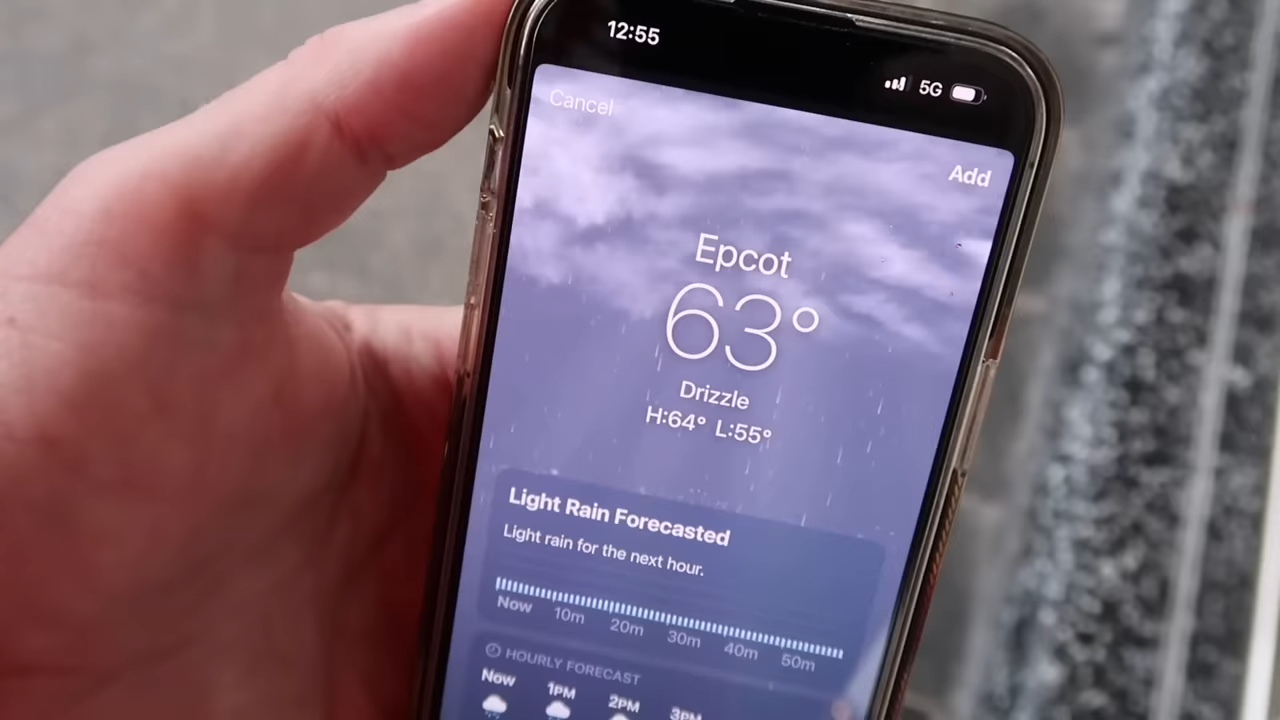 12:55
5G
Cancel
Add
Epcot
63°
Drizzle
H:64° L:55°
Light Rain Forecasted
Light rain for the next hour.
Now 10m 20m 30m 40m 50m
HOURLY FORECAST
Now 1PM 2PM 3PM